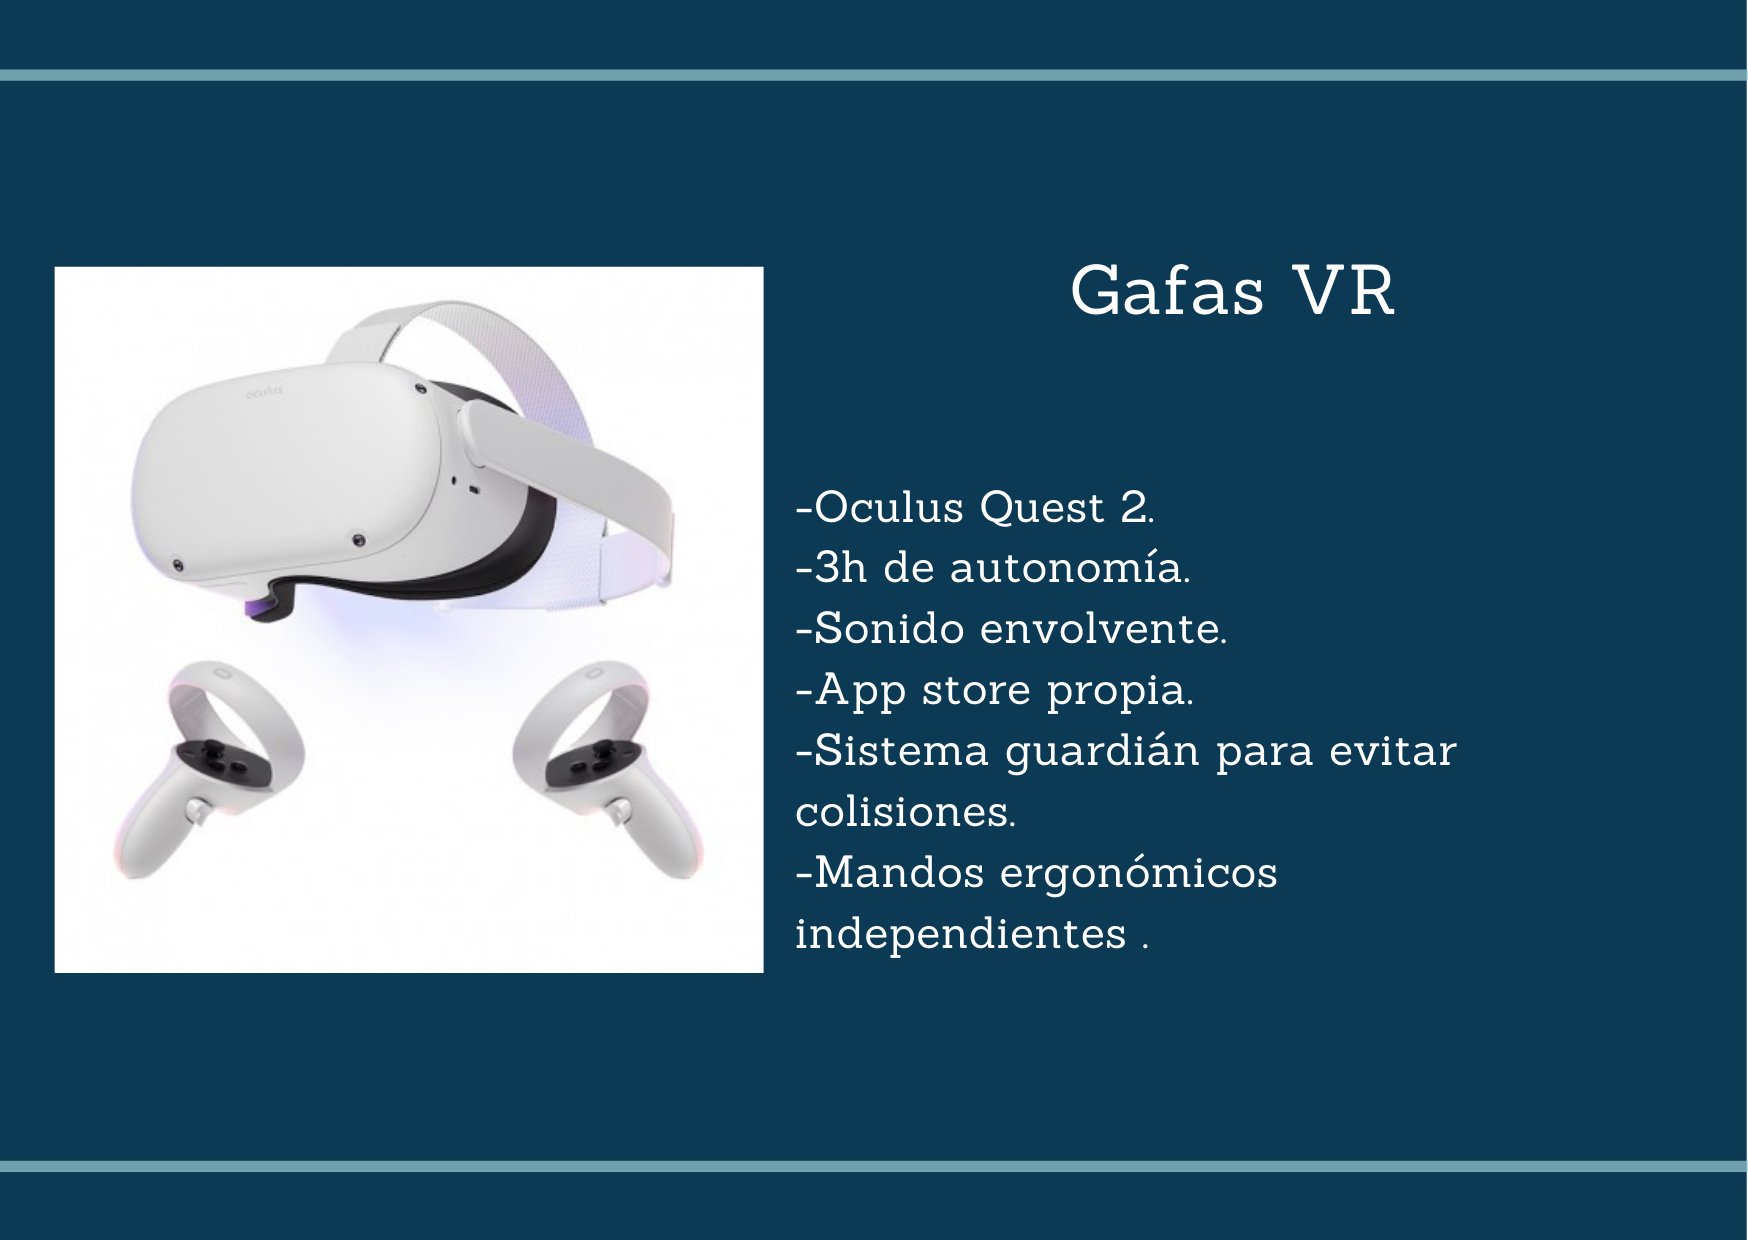 Gafas VR
oculus
-Oculus Quest 2.
-3h de autonomía.
-Sonido envolvente.
-App store propia.
-Sistema guardián para evitar
colisiones.
-Mandos ergonómicos
independientes .